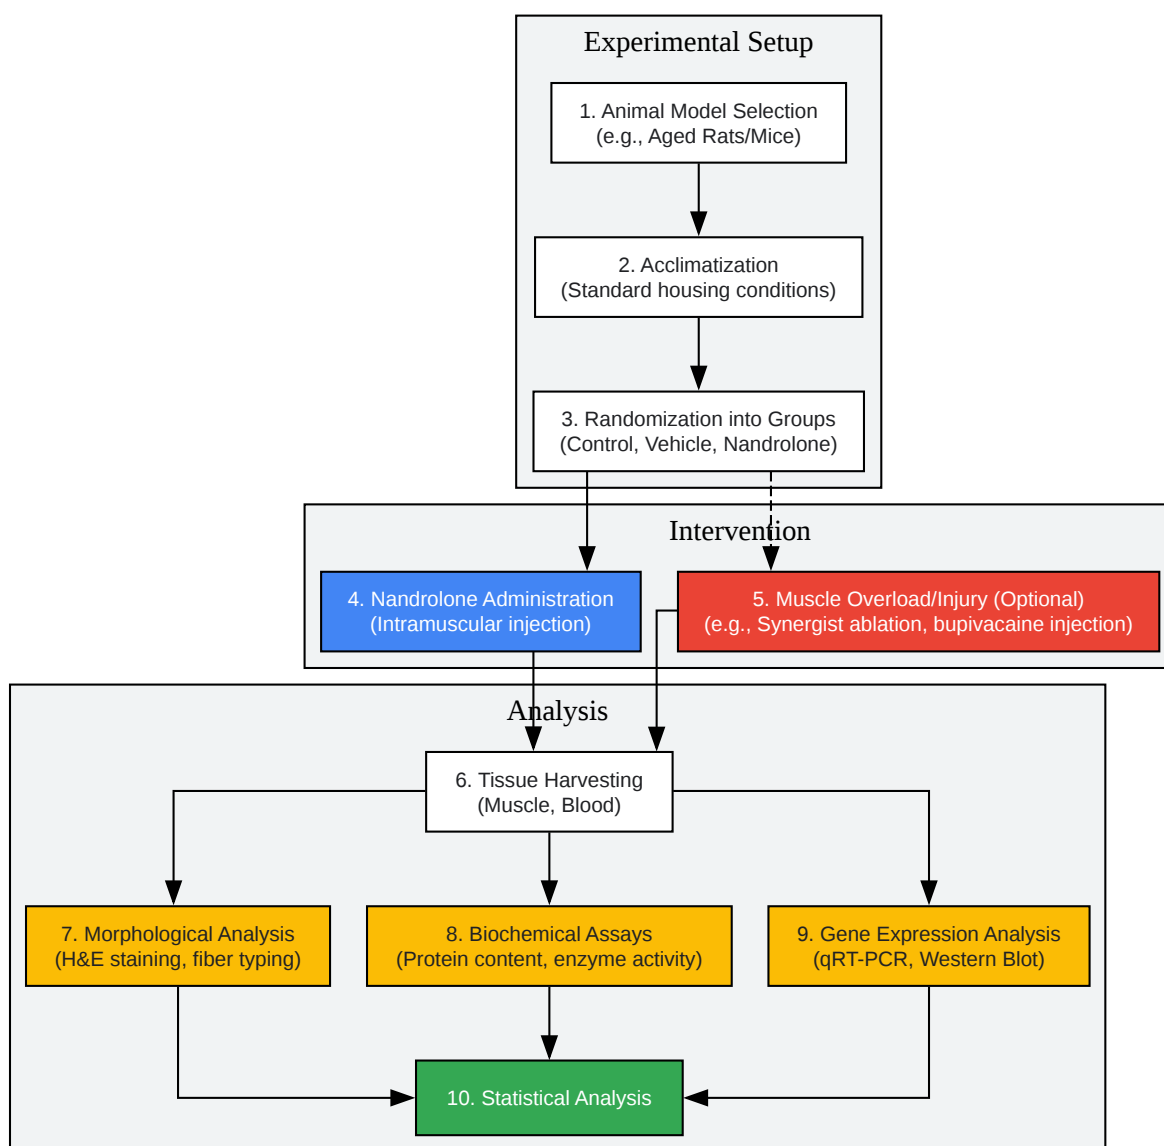 Experimental Setup
1. Animal Model Selection
(e.g., Aged Rats/Mice)
2. Acclimatization
(Standard housing conditions)
3. Randomization into Groups
(Control, Vehicle, Nandrolone)
Intervention
4. Nandrolone Administration
(Intramuscular injection)
5. Muscle Overload/Injury (Optional)
(e.g., Synergist ablation, bupivacaine injection)
Analysis
6. Tissue Harvesting
(Muscle, Blood)
7. Morphological Analysis
(H&E staining, fiber typing)
8. Biochemical Assays
(Protein content, enzyme activity)
9. Gene Expression Analysis
(qRT-PCR, Western Blot)
10. Statistical Analysis